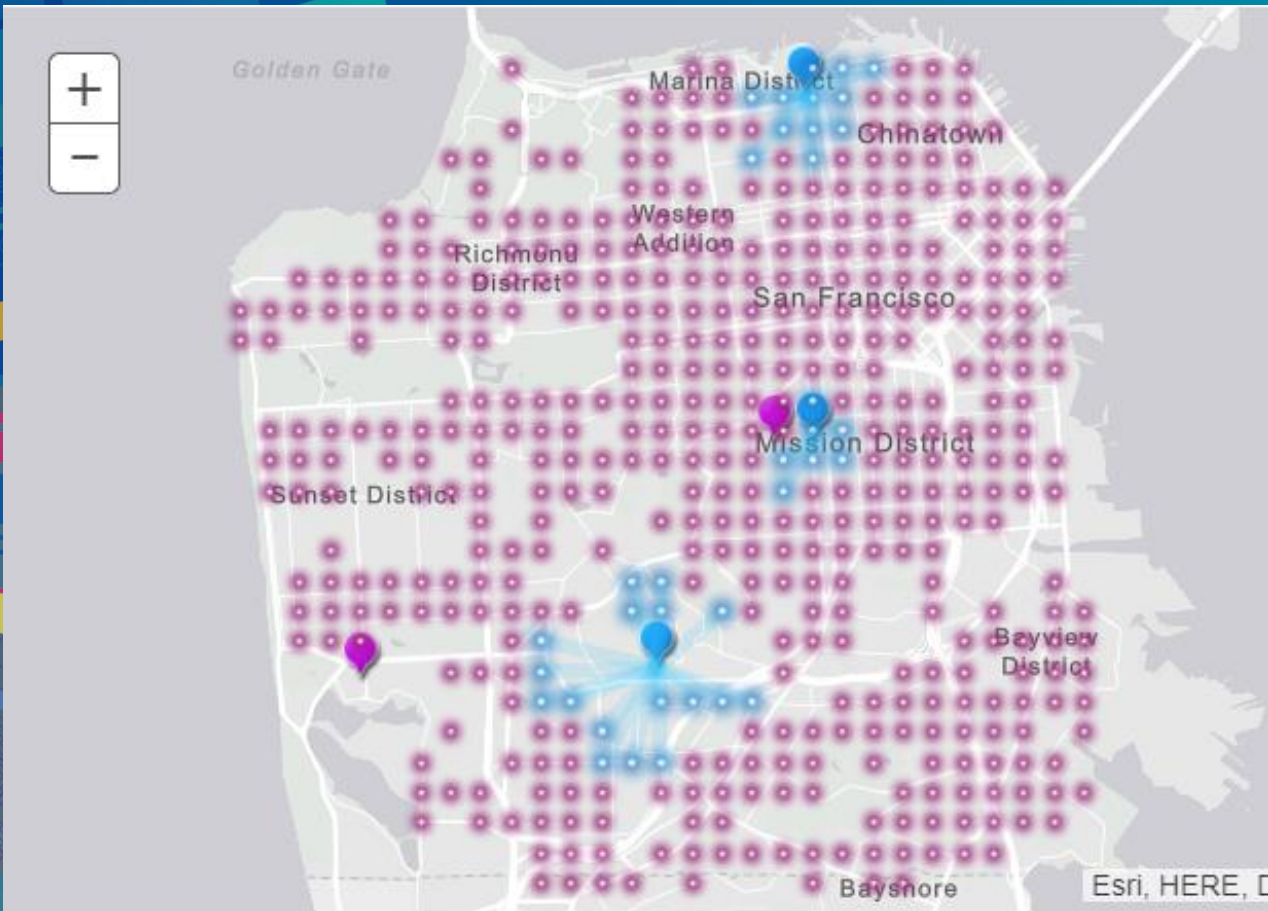 +
−
Golden Gate
Marina District
Chinatown
Western
Addition
Richmond
District
San Francisco
Mission District
Sunset District
Bayview
District
Bayshore
Esri, HERE, D